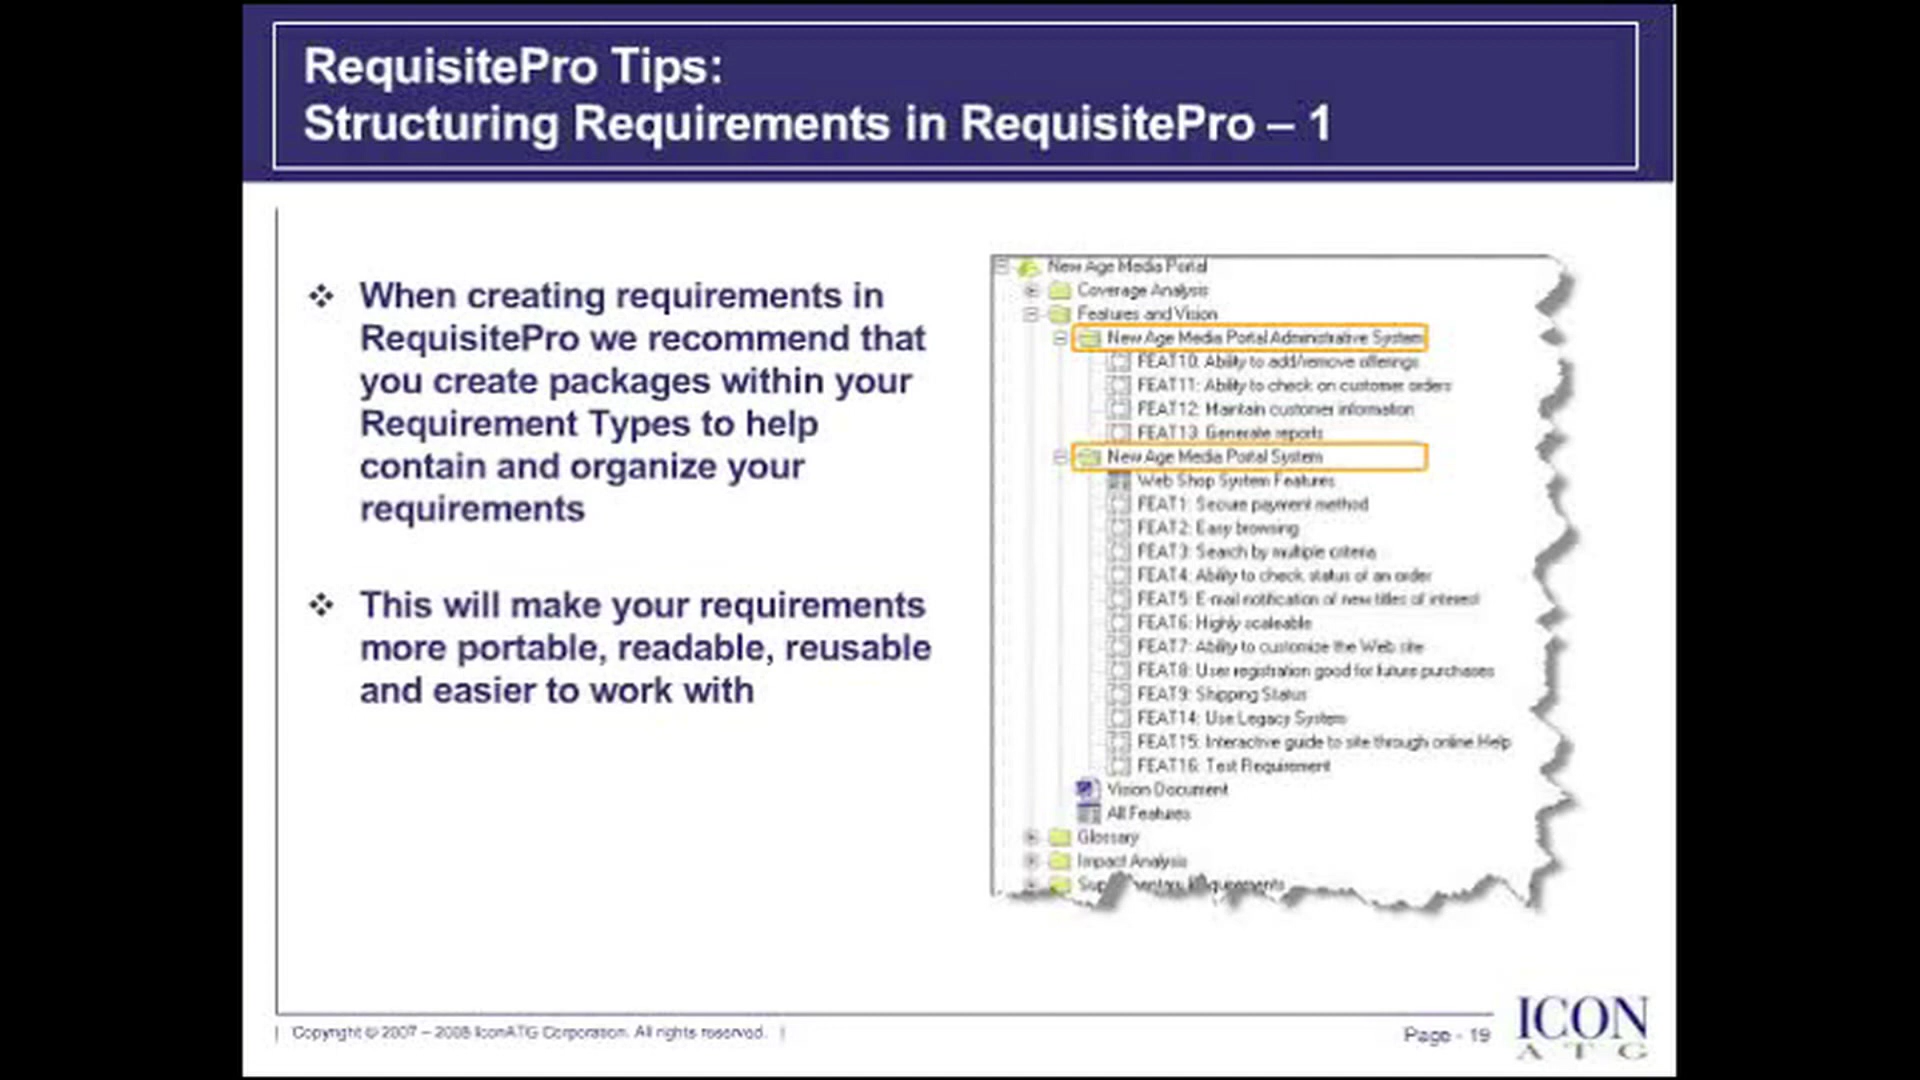 RequisitePro Tips:
Structuring Requirements in RequisitePro – 1
❖ When creating requirements in
RequisitePro we recommend that
you create packages within your
Requirement Types to help
contain and organize your
requirements
❖ This will make your requirements
more portable, readable, reusable
and easier to work with
New Age Media Portal
Coverage Analysis
Features and Vision
New Age Media Portal Administrative System
FEAT10: Ability to add/remove offerings
FEAT11: Ability to check on customer orders
FEAT12: Maintain customer information
FEAT13: Generate reports
New Age Media Portal System
Web Shop System Features
FEAT1: Secure payment method
FEAT2: Easy browsing
FEAT3: Search by multiple criteria
FEAT4: Ability to check status of an order
FEAT5: E-mail notification of new titles of interest
FEAT6: Highly scaleable
FEAT7: Ability to customize the Web site
FEAT8: User registration good for future purchases
FEAT9: Shipping Status
FEAT14: Use Legacy System
FEAT15: Interactive guide to site through online Help
FEAT16: Test Requirement
Vision Document
All Features
Glossary
Impact Analysis
| Copyright © 2007 – 2008 IconATG Corporation. All rights reserved. |
Page - 19
ICON
ATG